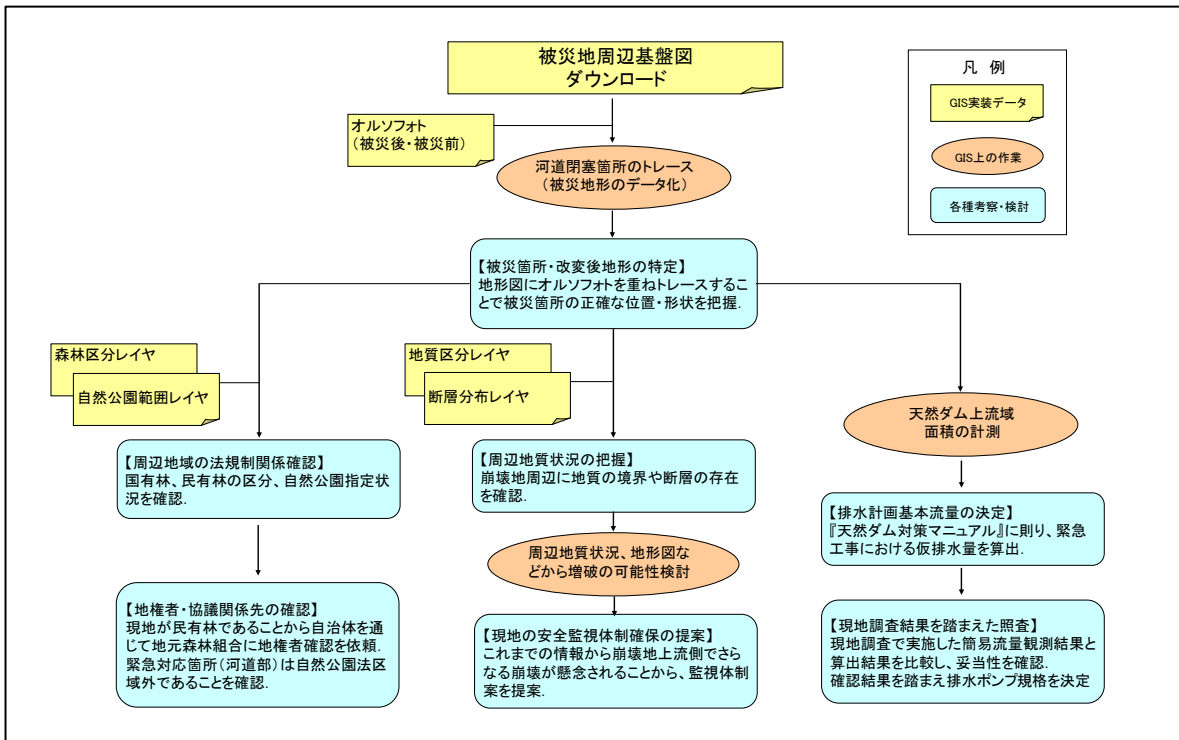 被災地周辺基盤図
ダウンロード
凡 例
GIS実装データ
GIS上の作業
各種考察・検討
オルソフォト
(被災後・被災前)
河道閉塞箇所のトレース
(被災地形のデータ化)
【被災箇所・改変後地形の特定】
地形図にオルソフォトを重ねトレースするこ
とで被災箇所の正確な位置・形状を把握.
森林区分レイヤ
自然公園範囲レイヤ
地質区分レイヤ
断層分布レイヤ
天然ダム上流域
面積の計測
【周辺地域の法規制関係確認】
国有林、民有林の区分、自然公園指定状
況を確認.
【周辺地質状況の把握】
崩壊地周辺に地質の境界や断層の存在
を確認.
【排水計画基本流量の決定】
『天然ダム対策マニュアル』に則り、緊急
工事における仮排水量を算出.
周辺地質状況、地形図な
どから増破の可能性検討
【地権者・協議関係先の確認】
現地が民有林であることから自治体を通
じて地元森林組合に地権者確認を依頼.
緊急対応箇所(河道部)は自然公園法区
域外であることを確認.
【現地の安全監視体制確保の提案】
これまでの情報から崩壊地上流側でさら
なる崩壊が懸念されることから、監視体制
案を提案.
【現地調査結果を踏まえた照査】
現地調査で実施した簡易流量観測結果と
算出結果を比較し、妥当性を確認.
確認結果を踏まえ排水ポンプ規格を決定